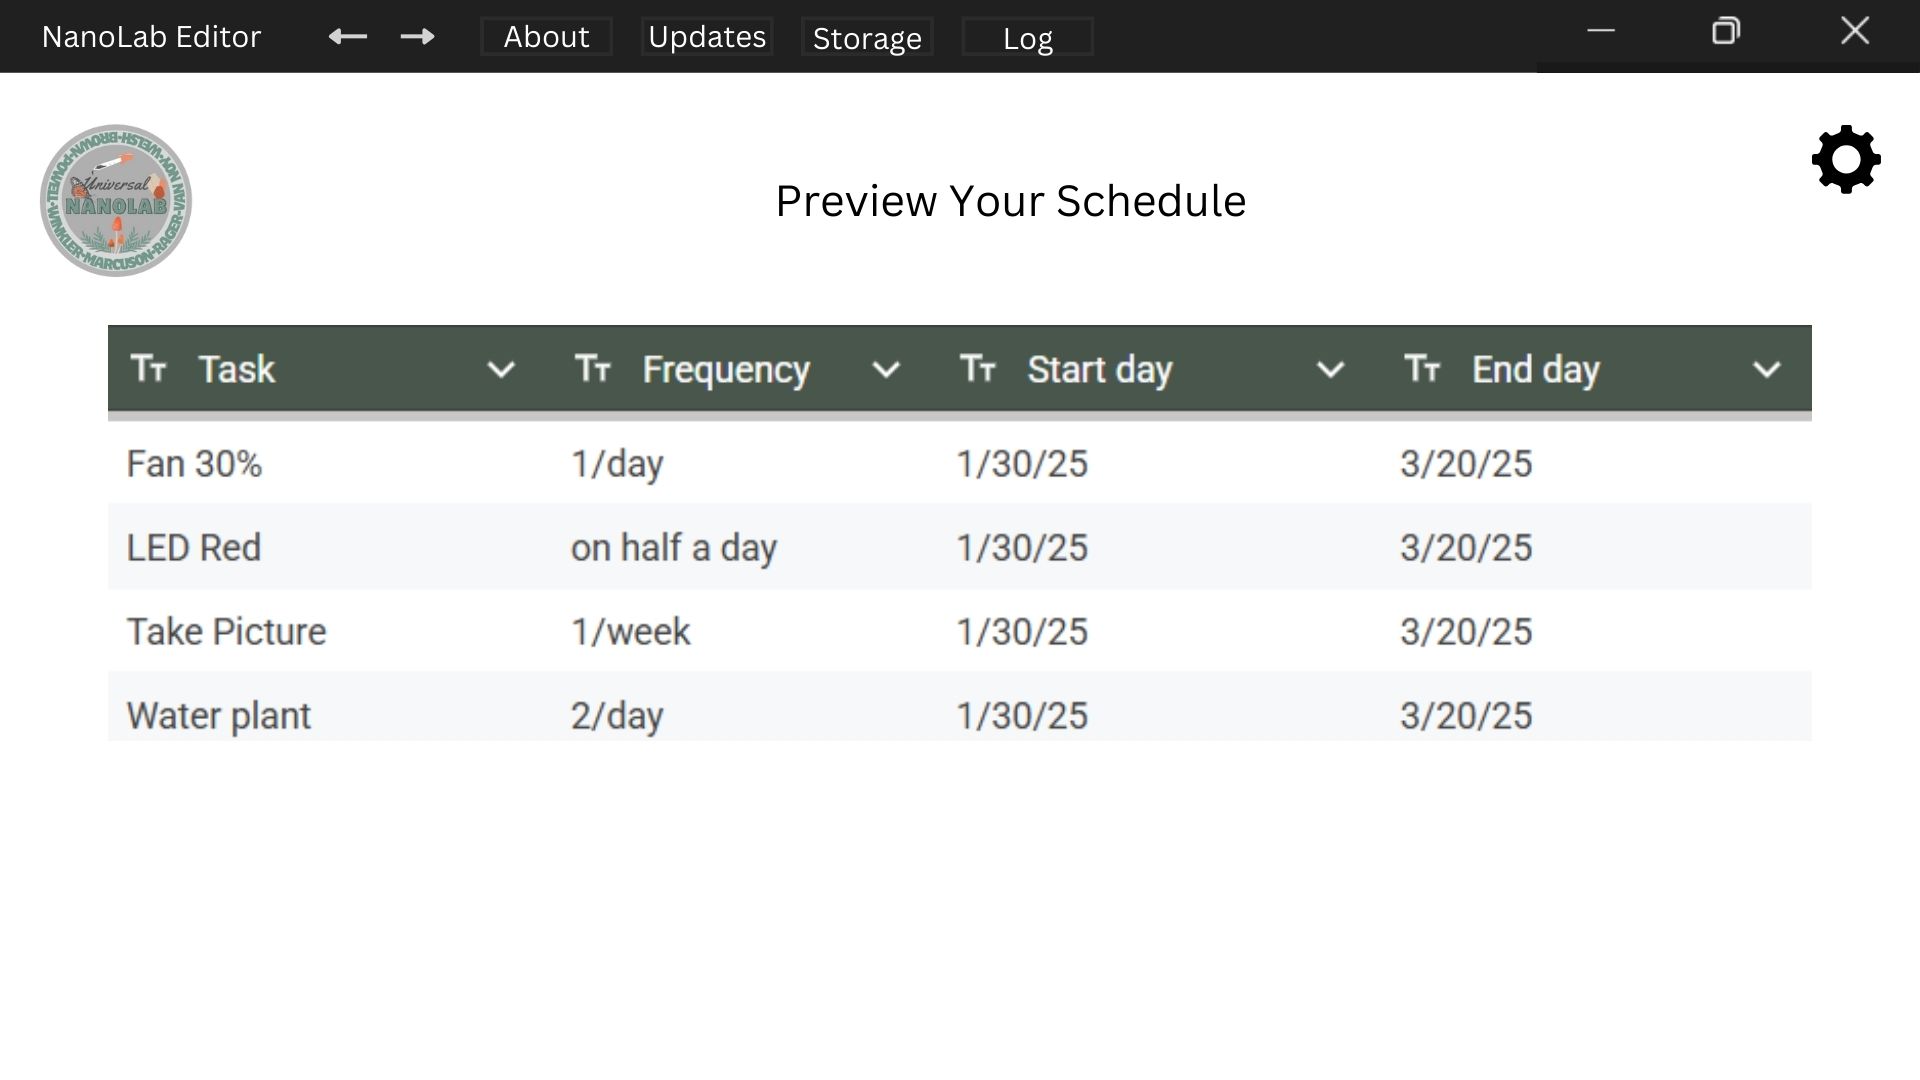 NanoLab Editor About Updates Storage Log
Universal
NANOLAB
POWELL-WINKLER-MARCUSON-RAGER-VAN NOY-WELSH-BROWN-
Preview Your Schedule
Tт Task Tт Frequency Tт Start day Tт End day
Fan 30% 1/day 1/30/25 3/20/25
LED Red on half a day 1/30/25 3/20/25
Take Picture 1/week 1/30/25 3/20/25
Water plant 2/day 1/30/25 3/20/25